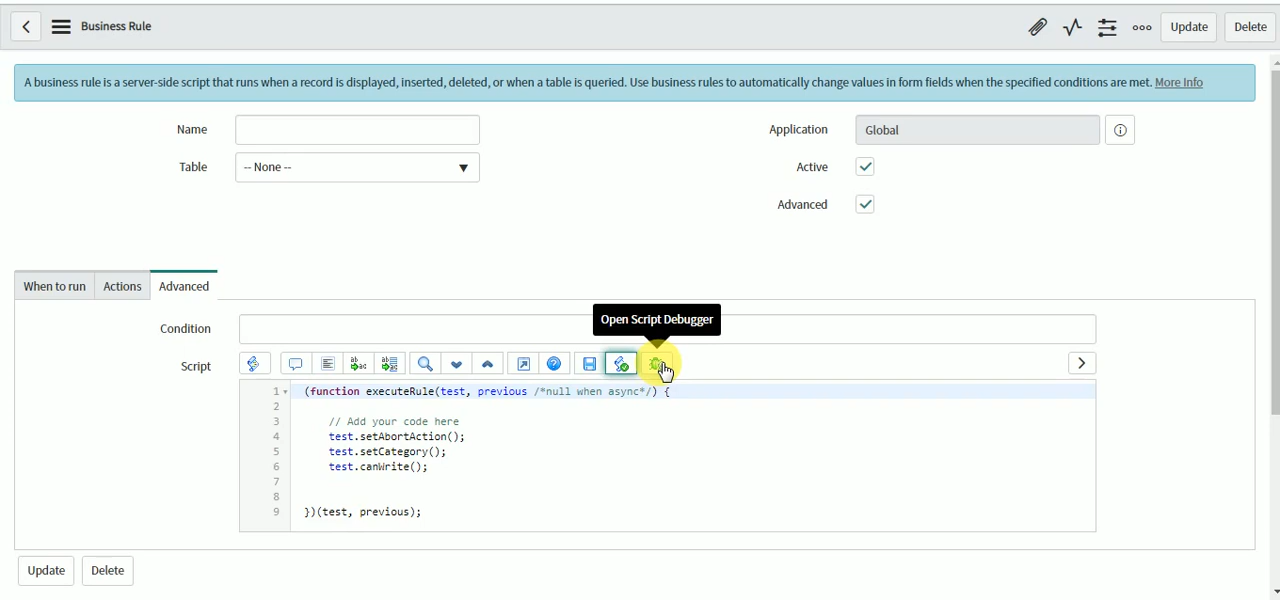 Business Rule
Update
Delete
A business rule is a server-side script that runs when a record is displayed, inserted, deleted, or when a table is queried. Use business rules to automatically change values in form fields when the specified conditions are met. More Info
Name
Application
Global
Table
-- None --
Active
Advanced
When to run
Actions
Advanced
Open Script Debugger
Condition
Script
1 (function executeRule(test, previous /*null when async*/) {
2
3 // Add your code here
4 test.setAbortAction();
5 test.setCategory();
6 test.canWrite();
7
8
9 })(test, previous);
Update
Delete